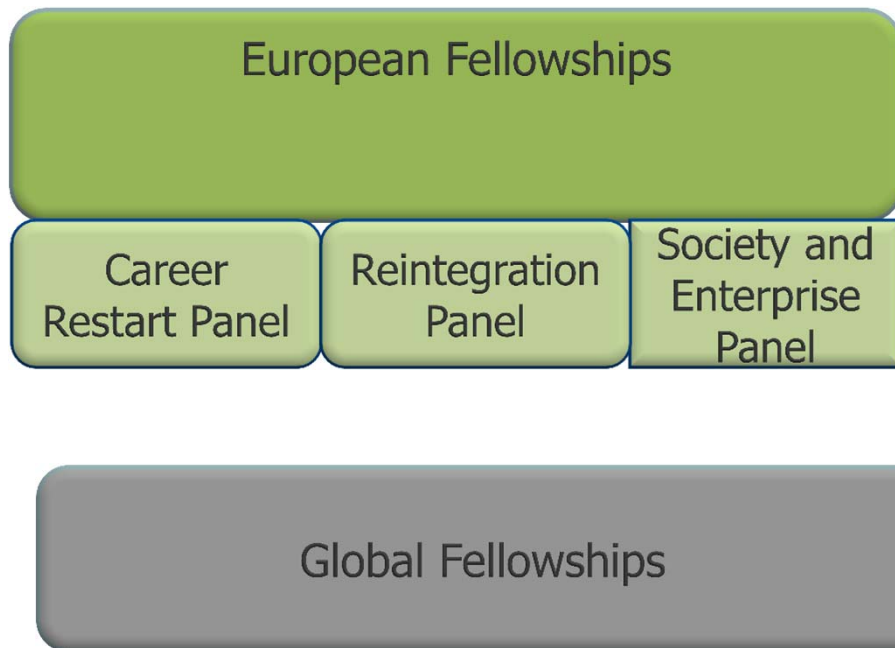 European Fellowships
Career
Restart Panel
Reintegration
Panel
Society and
Enterprise
Panel
Global Fellowships